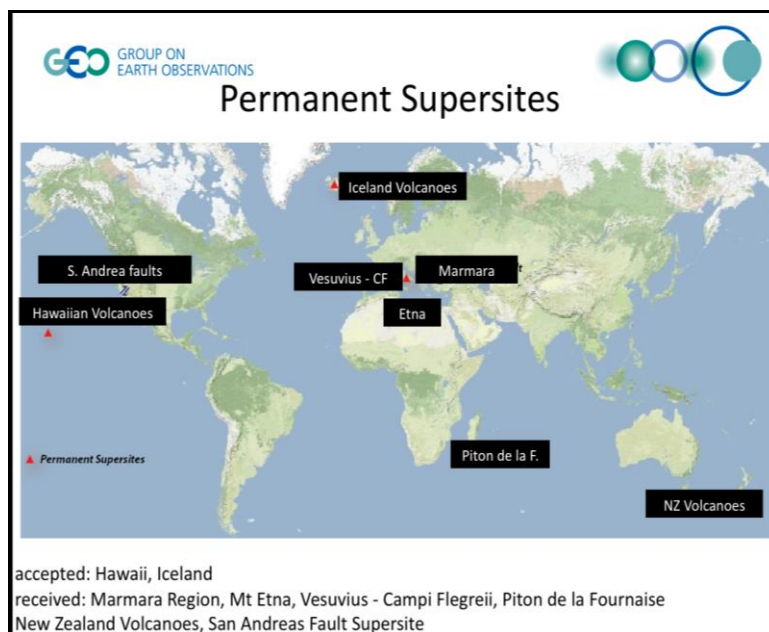 GEO GROUP ON
EARTH OBSERVATIONS
Permanent Supersites
Iceland Volcanoes
S. Andrea faults
Vesuvius - CF
Marmara
Hawaiian Volcanoes
Etna
Permanent Supersites
Piton de la F.
NZ Volcanoes
accepted: Hawaii, Iceland
received: Marmara Region, Mt Etna, Vesuvius - Campi Flegreii, Piton de la Fournaise
New Zealand Volcanoes, San Andreas Fault Supersite